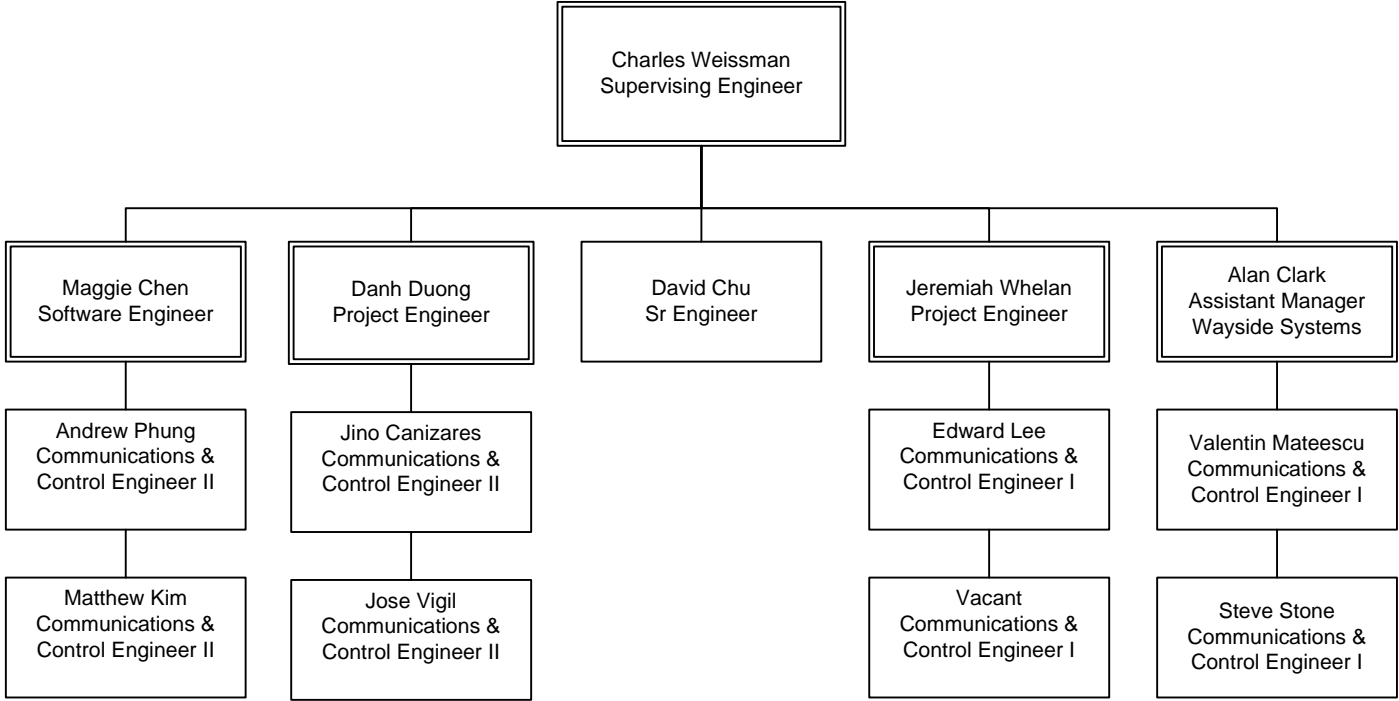 Charles Weissman
Supervising Engineer
Maggie Chen
Software Engineer
Danh Duong
Project Engineer
David Chu
Sr Engineer
Jeremiah Whelan
Project Engineer
Alan Clark
Assistant Manager
Wayside Systems
Andrew Phung
Communications &
Control Engineer II
Jino Canizares
Communications &
Control Engineer II
Edward Lee
Communications &
Control Engineer I
Valentin Mateescu
Communications &
Control Engineer I
Matthew Kim
Communications &
Control Engineer II
Jose Vigil
Communications &
Control Engineer II
Vacant
Communications &
Control Engineer I
Steve Stone
Communications &
Control Engineer I